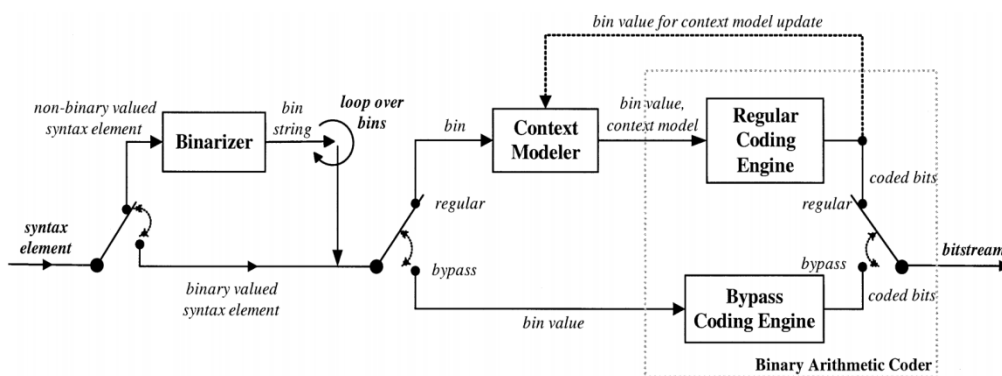 bin value for context model update
non-binary valued
syntax element
Binarizer
bin
string
loop over
bins
bin
Context
Modeler
bin value,
context model
Regular
Coding
Engine
coded bits
regular
regular
syntax
element
bypass
bypass
bitstream
binary valued
syntax element
bin value
Bypass
Coding Engine
coded bits
Binary Arithmetic Coder